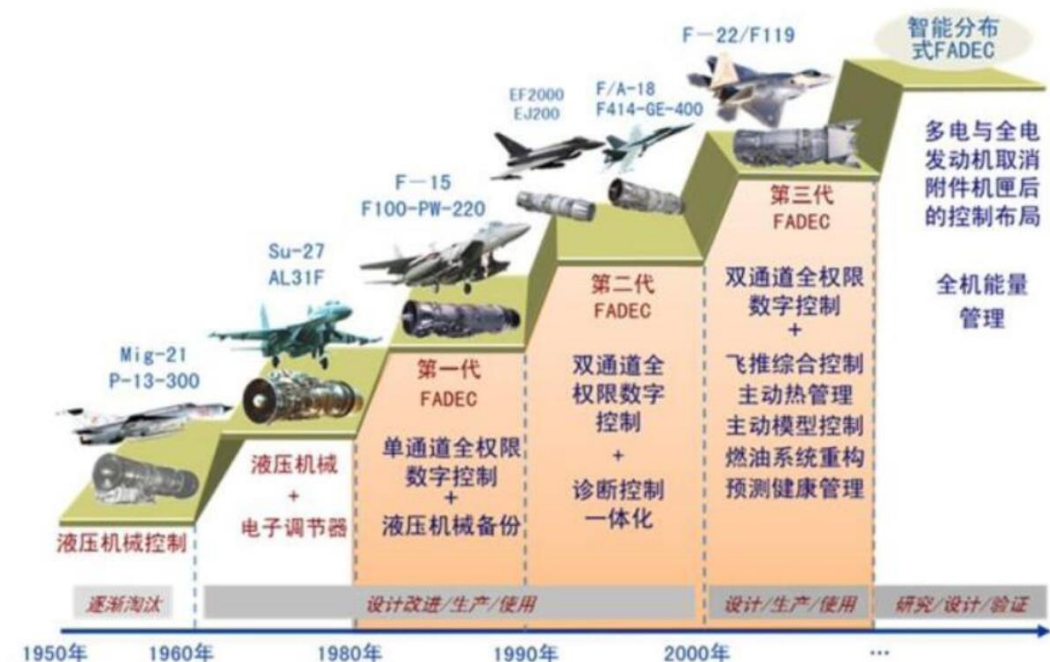 Mig-21
P-13-300
液压机械控制
Su-27
AL31F
液压机械
+
电子调节器
F-15
F100-PW-220
第一代
FADEC
单通道全权限
数字控制
+
液压机械备份
EF2000
EJ200
F/A-18
F414-GE-400
第二代
FADEC
双通道全
权限数字
控制
+
诊断控制
一体化
F-22/F119
第三代
FADEC
双通道全权限
数字控制
+
飞推综合控制
主动热管理
主动模型控制
燃油系统重构
预测健康管理
智能分布
式FADEC
多电与全电
发动机取消
附件机匣后
的控制布局
全机能量
管理
逐渐淘汰
设计改进/生产/使用
设计/生产/使用
研究/设计/验证
1950年
1960年
1980年
1990年
2000年
…